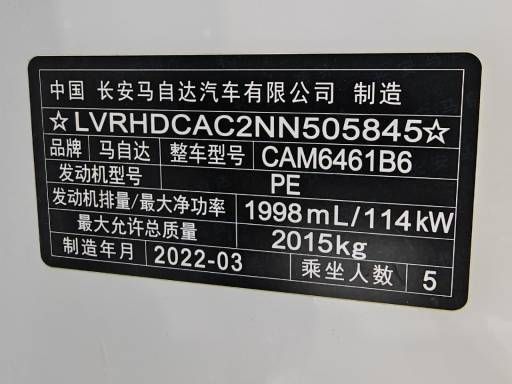 中国 长安马自达汽车有限公司 制造
☆LVRHDCAC2NN505845☆
品牌 马自达 整车型号 CAM6461B6
发动机型号 PE
发动机排量/最大净功率 1998mL/114kW
最大允许总质量 2015kg
制造年月 2022-03 乘坐人数 5